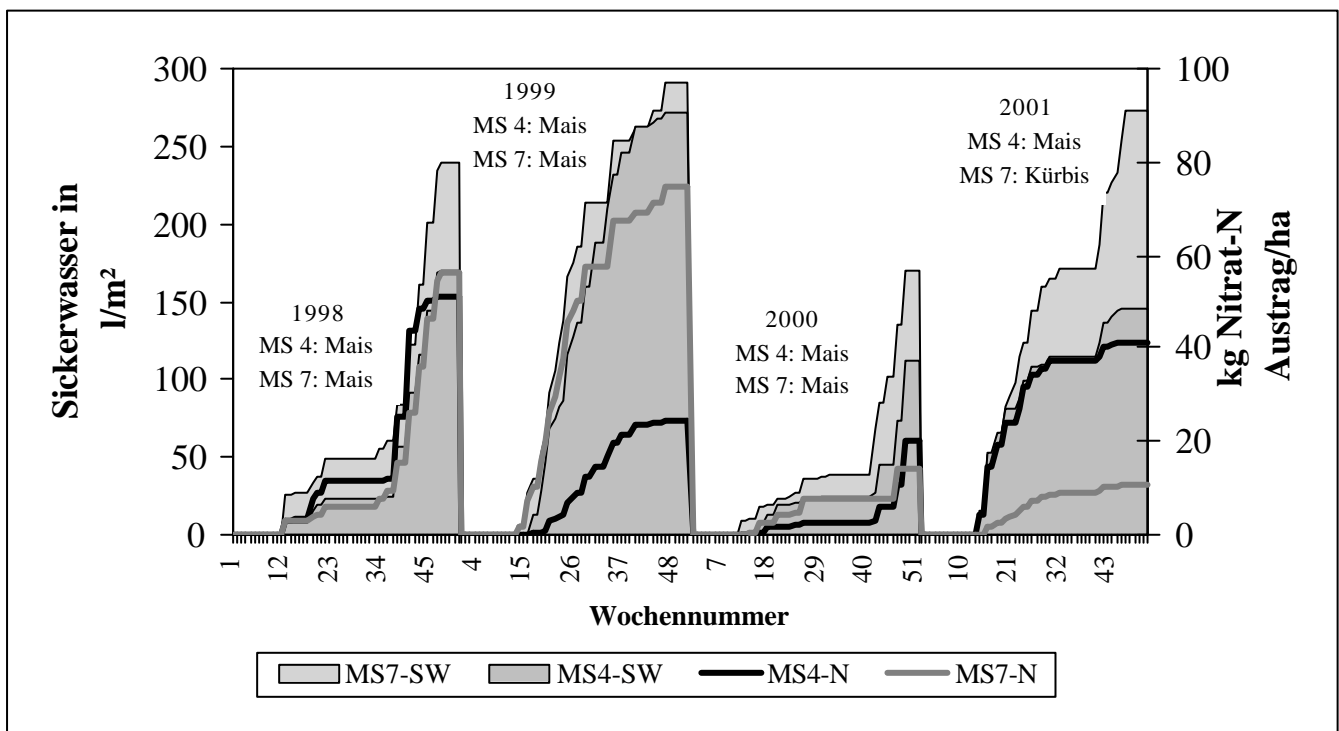 300
250
200
150
100
50
0
Sickerwasser in
l/m²
100
80
60
40
20
0
kg Nitrat-N
Austrag/ha
1998
MS 4: Mais
MS 7: Mais
1999
MS 4: Mais
MS 7: Mais
2000
MS 4: Mais
MS 7: Mais
2001
MS 4: Mais
MS 7: Kürbis
1 12 23 34 45 4 15 26 37 48 7 18 29 40 51 10 21 32 43
Wochennummer
MS7-SW MS4-SW MS4-N MS7-N